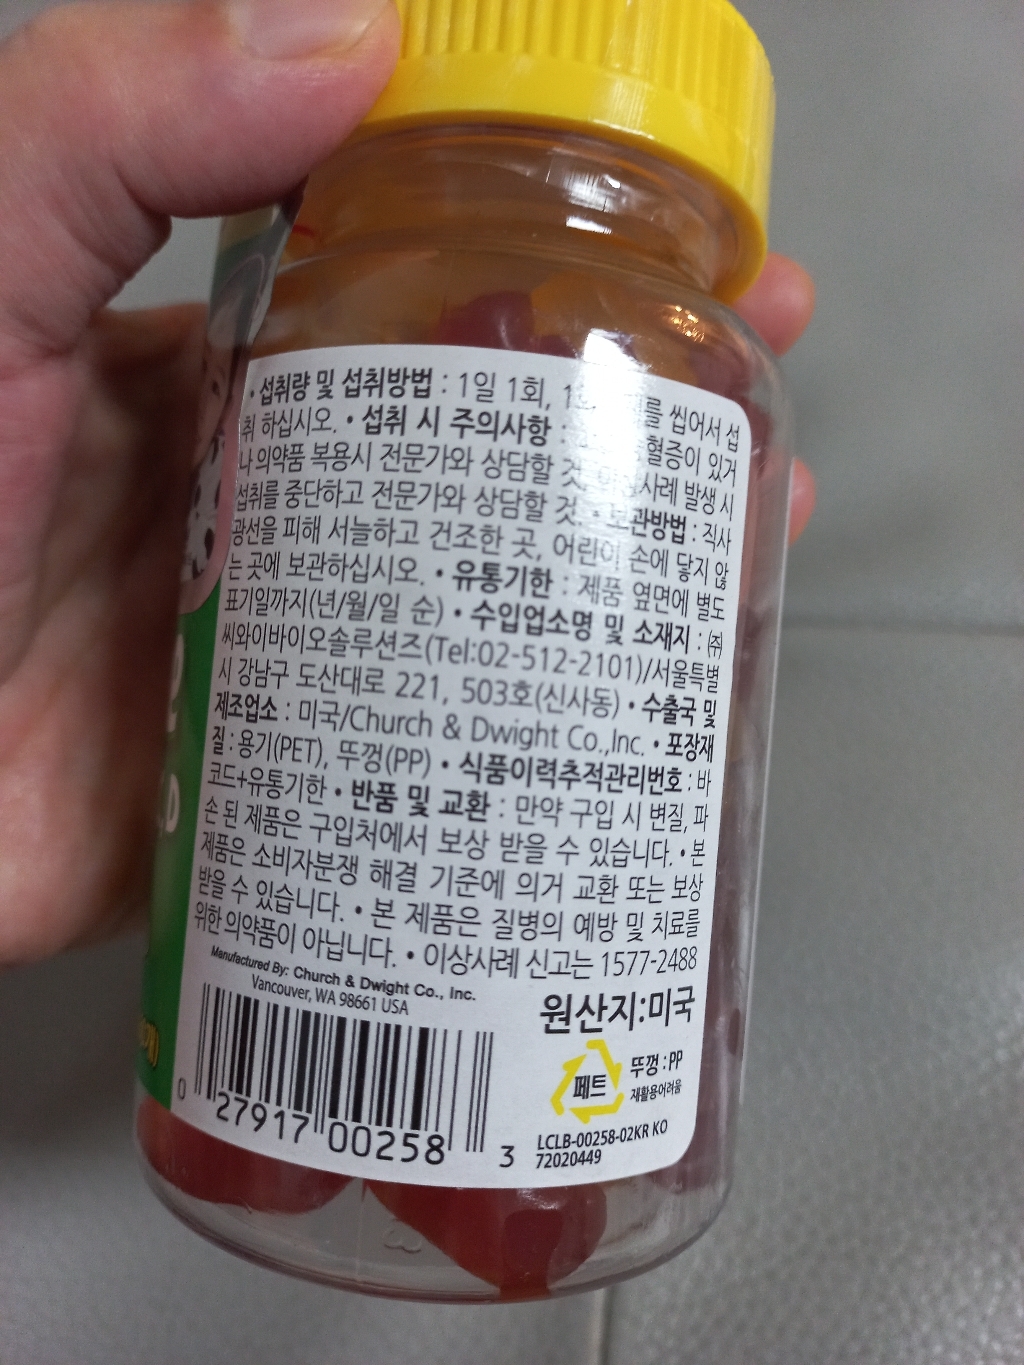 • 섭취량 및 섭취방법 : 1일 1회, 씹어서 섭
취 하십시오. • 섭취 시 주의사항 : 있거
나 의약품 복용시 전문가와 상담할 것 발생 시
섭취를 중단하고 전문가와 상담할 것. • 보관방법 : 직사
광선을 피해 서늘하고 건조한 곳, 어린이 손에 닿지 않
는 곳에 보관하십시오. • 유통기한 : 제품 옆면에 별도
표기일까지(년/월/일 순) • 수입업소명 및 소재지 : ㈜
씨와이바이오솔루션즈(Tel:02-512-2101)/서울특별
시 강남구 도산대로 221, 503호(신사동) • 수출국 및
제조업소 : 미국/Church & Dwight Co.,Inc. • 포장재
질 : 용기(PET), 뚜껑(PP) • 식품이력추적관리번호 : 바
코드+유통기한 • 반품 및 교환 : 만약 구입 시 변질, 파
손 된 제품은 구입처에서 보상 받을 수 있습니다. • 본
제품은 소비자분쟁 해결 기준에 의거 교환 또는 보상
받을 수 있습니다. • 본 제품은 질병의 예방 및 치료를
위한 의약품이 아닙니다. • 이상사례 신고는 1577-2488
Manufactured By: Church & Dwight Co., Inc.
Vancouver, WA 98661 USA
원산지:미국
페트
뚜껑 : PP
재활용어려움
0 27917 00258 3
LCLB-00258-02KR KO
72020449